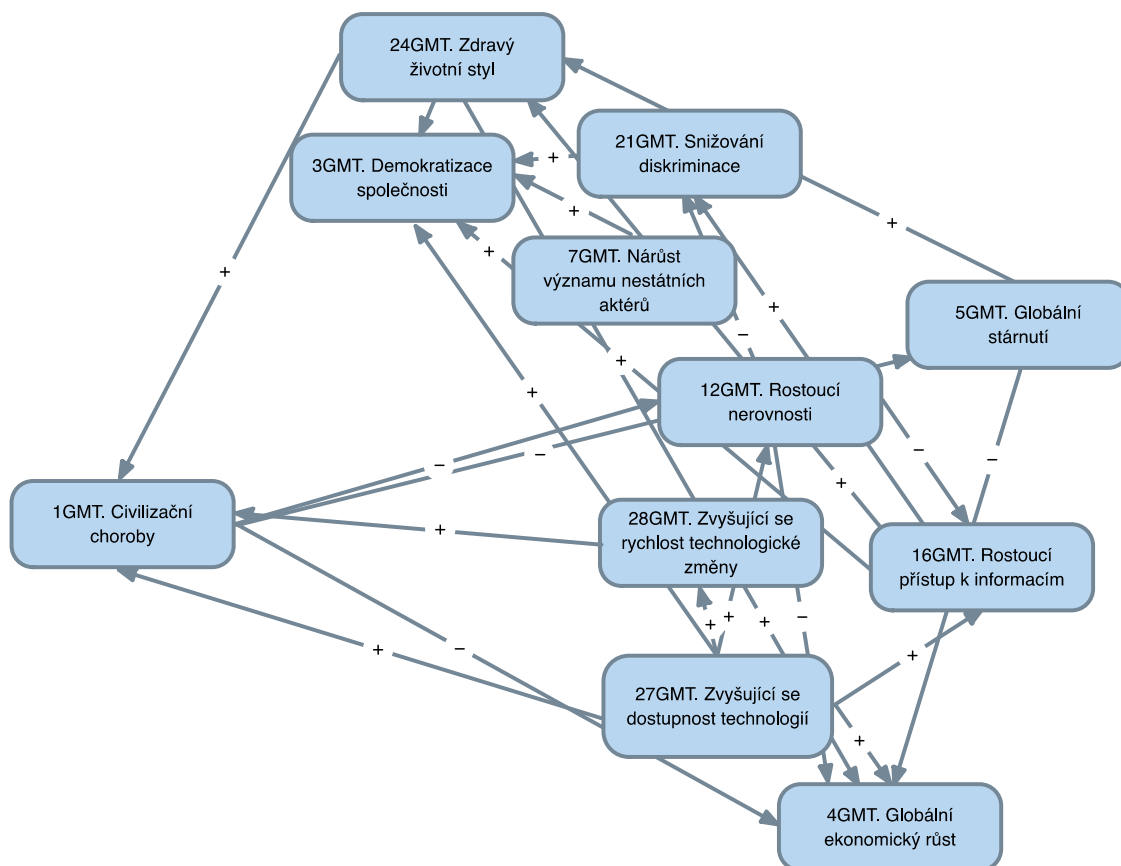 24GMT. Zdravý
životní styl
21GMT. Snižování
diskriminace
3GMT. Demokratizace
společnosti
+
+
+
7GMT. Nárůst
významu nestátních
aktérů
+
+
+
5GMT. Globální
stárnutí
−
+
12GMT. Rostoucí
nerovnosti
+
−
−
−
−
+
1GMT. Civilizační
choroby
+
28GMT. Zvyšující se
rychlost technologické
změny
16GMT. Rostoucí
přístup k informacím
+
+
+
−
+
−
+
27GMT. Zvyšující se
dostupnost technologií
+
4GMT. Globální
ekonomický růst